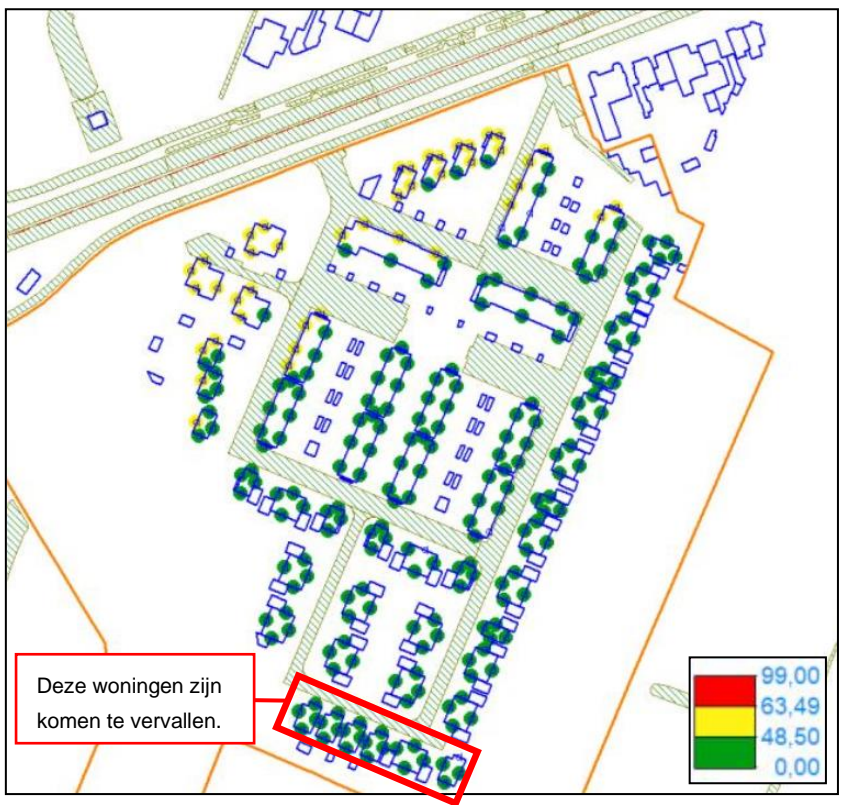 Deze woningen zijn
komen te vervallen.
99,00
63,49
48,50
0,00